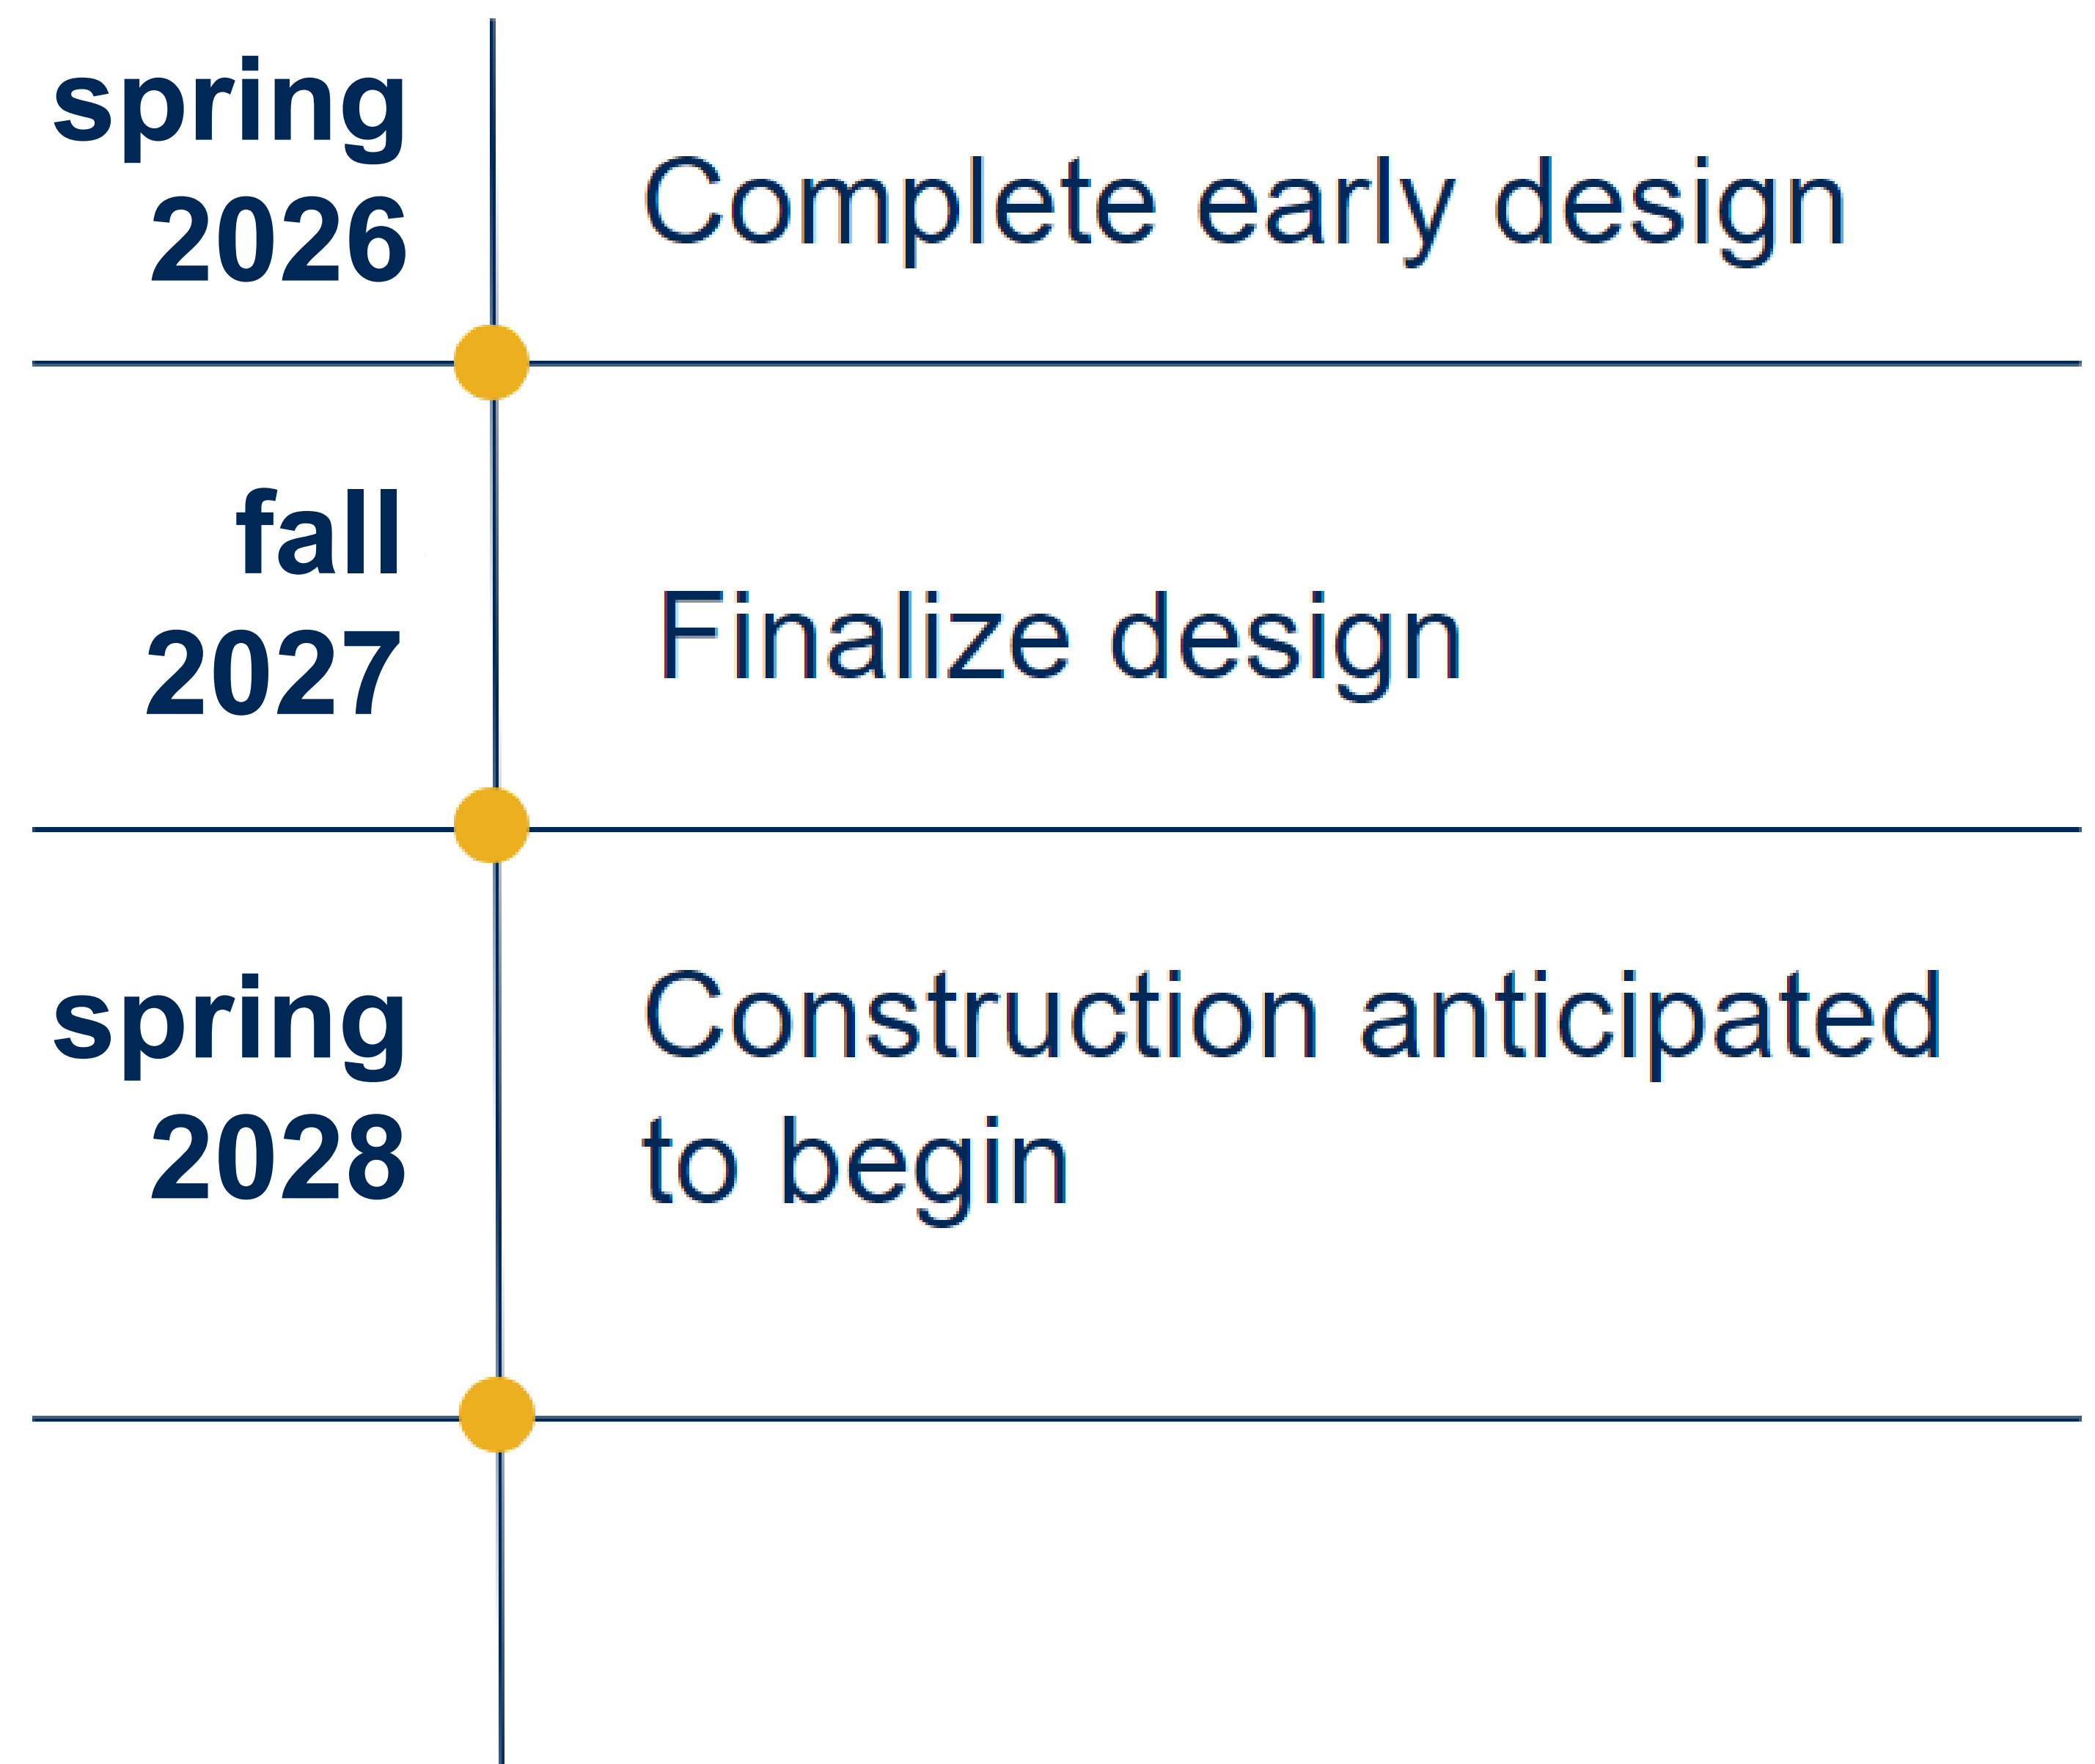 spring
2026
Complete early design
fall
2027
Finalize design
spring
2028
Construction anticipated
to begin